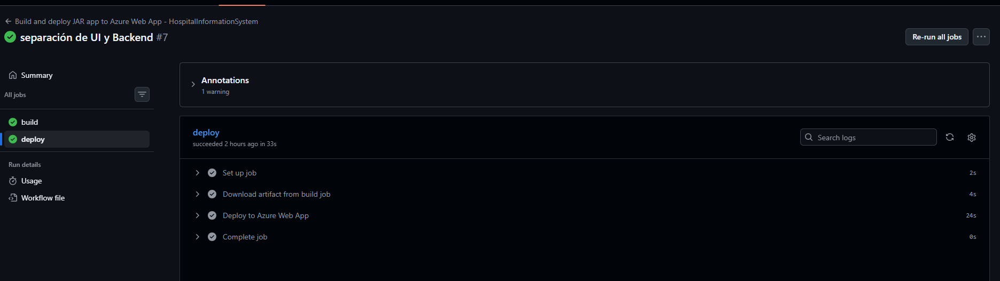 Build and deploy JAR app to Azure Web App - HospitalInformationSystem
separación de UI y Backend #7
Re-run all jobs
Summary
All jobs
build
deploy
Run details
Usage
Workflow file
Annotations
1 warning
deploy
succeeded 2 hours ago in 33s
Search logs
Set up job 2s
Download artifact from build job 4s
Deploy to Azure Web App 24s
Complete job 0s